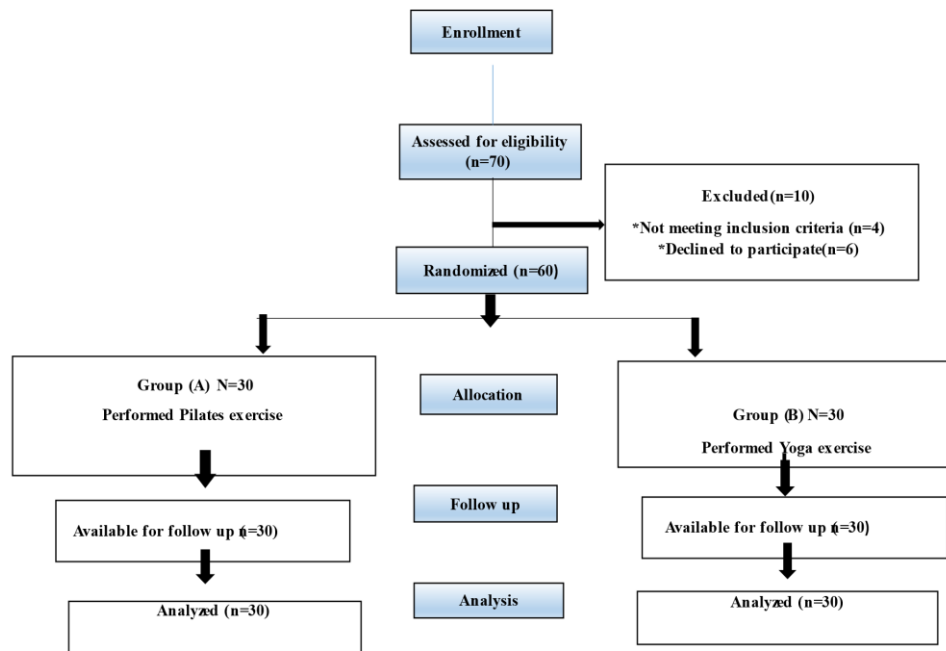 Enrollment
Assessed for eligibility
(n=70)
Excluded(n=10)
*Not meeting inclusion criteria (n=4)
*Declined to participate(n=6)
Randomized (n=60)
Group (A) N=30
Performed Pilates exercise
Allocation
Group (B) N=30
Performed Yoga exercise
Follow up
Available for follow up (n=30)
Available for follow up (n=30)
Analysis
Analyzed (n=30)
Analyzed (n=30)